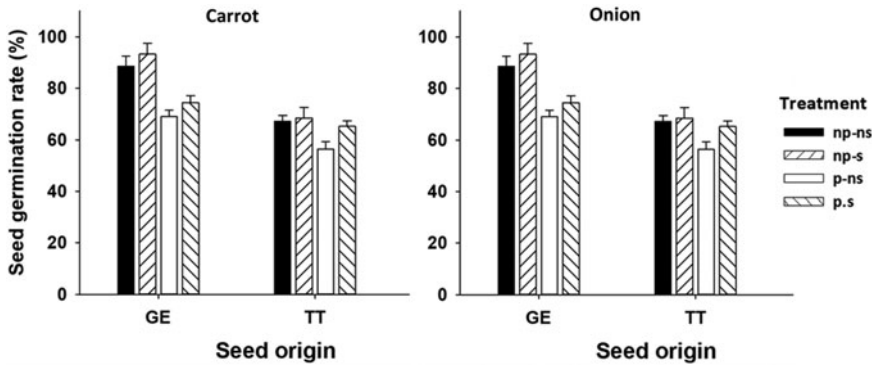 Carrot
Onion
Seed germination rate (%)
100
80
60
40
20
0
GE
TT
Seed origin
100
80
60
40
20
0
GE
TT
Seed origin
Treatment
np-ns
np-s
p-ns
p.s